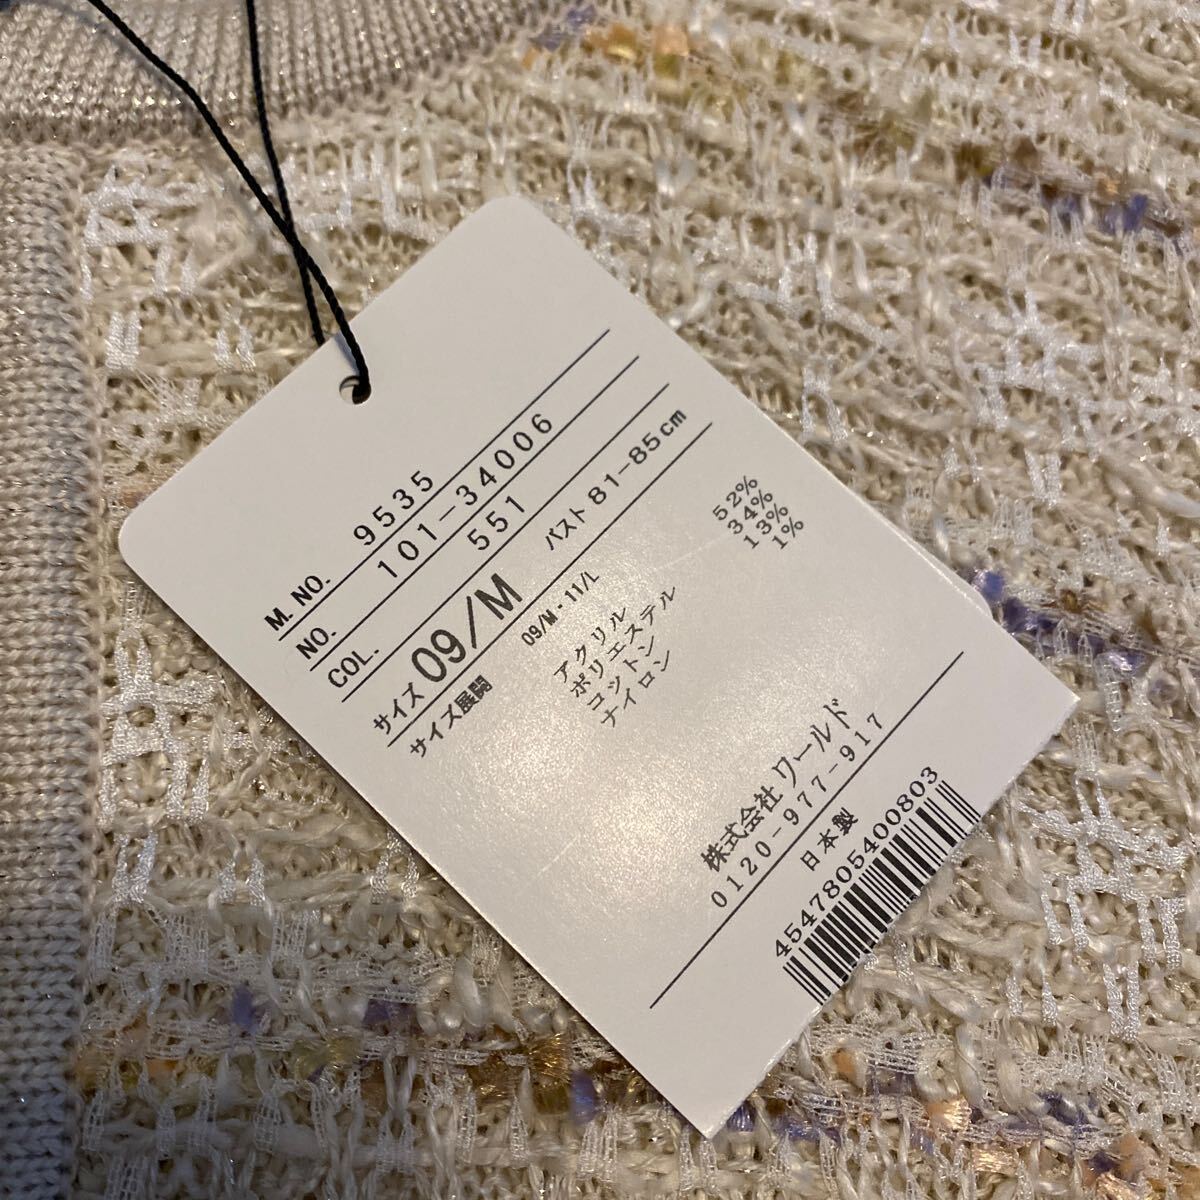 M. NO. 9535
NO. 101-34006
COL. 551
サイズ 09/M バスト 81-85cm
サイズ展開 09/M・11/L
アクリル 52%
ポリエステル 34%
コットン 13%
ナイロン 1%
株式会社 ワールド
0120-977-917
日本製
4547805400803